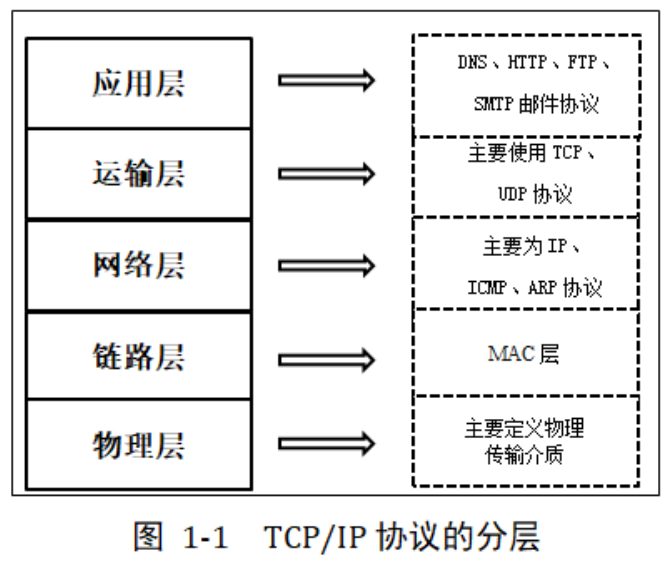 应用层
DNS、HTTP、FTP、
SMTP 邮件协议
运输层
主要使用 TCP、
UDP 协议
网络层
主要为 IP、
ICMP、ARP 协议
链路层
MAC 层
物理层
主要定义物理
传输介质
图 1-1 TCP/IP 协议的分层